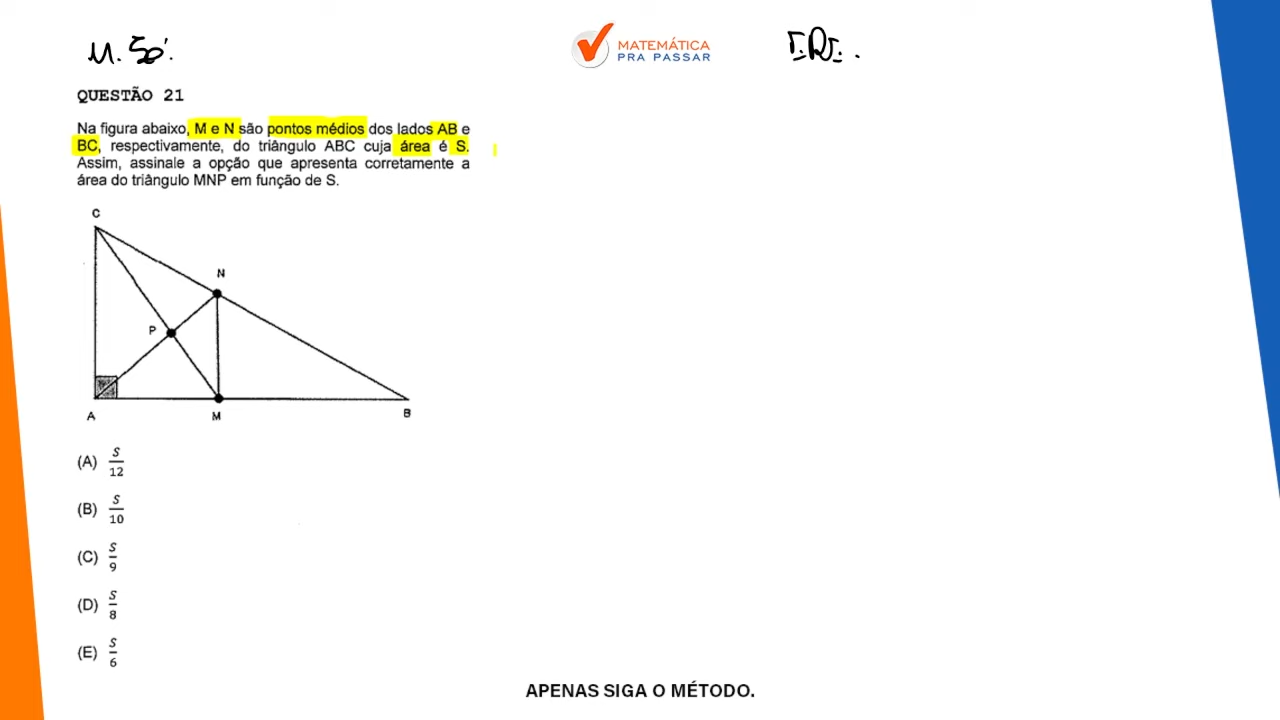 MATEMÁTICA
PRA PASSAR
QUESTÃO 21
Na figura abaixo, M e N são pontos médios dos lados AB e
BC, respectivamente, do triângulo ABC cuja área é S.
Assim, assinale a opção que apresenta corretamente a
área do triângulo MNP em função de S.
C
N
P
A
M
B
(A) S/12
(B) S/10
(C) S/9
(D) S/8
(E) S/6
APENAS SIGA O MÉTODO.